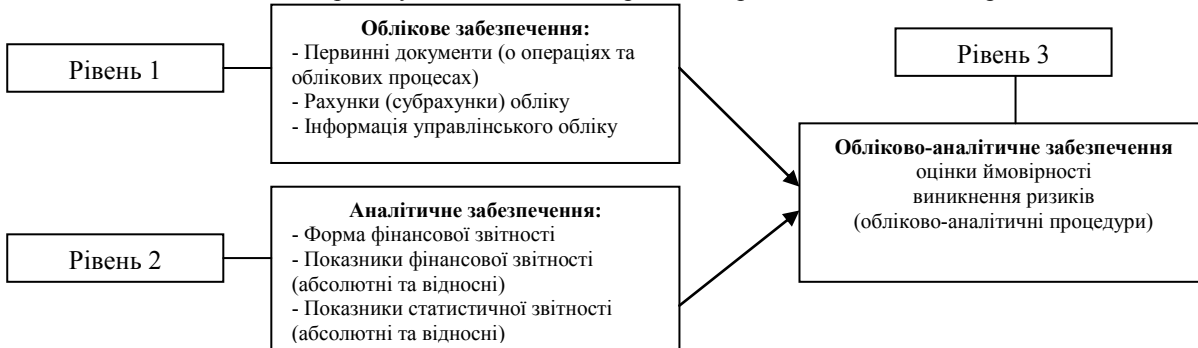 Рівень 1
Облікове забезпечення:
- Первинні документи (о операціях та
облікових процесах)
- Рахунки (субрахунки) обліку
- Інформація управлінського обліку
Рівень 2
Аналітичне забезпечення:
- Форма фінансової звітності
- Показники фінансової звітності
(абсолютні та відносні)
- Показники статистичної звітності
(абсолютні та відносні)
Рівень 3
Обліково-аналітичне забезпечення
оцінки ймовірності
виникнення ризиків
(обліково-аналітичні процедури)